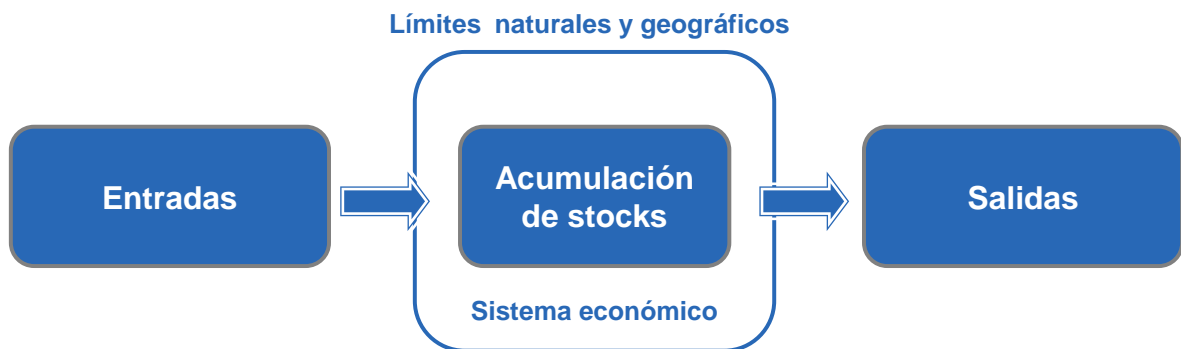 Límites naturales y geográficos
Entradas
Acumulación
de stocks
Salidas
Sistema económico